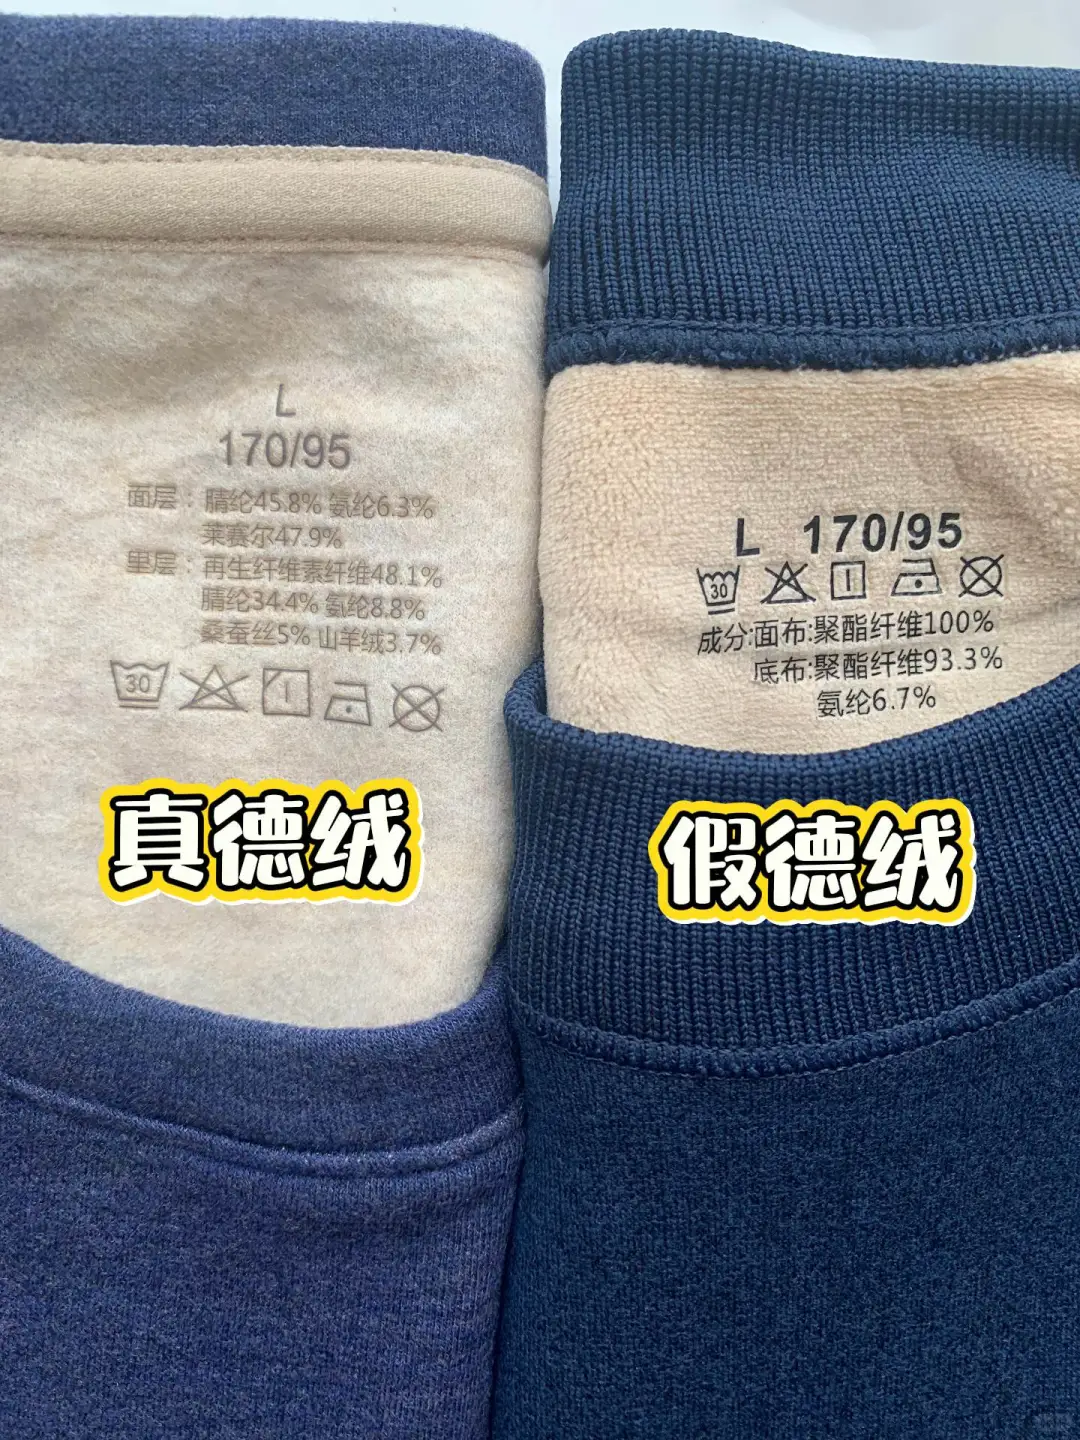 L
170/95
面层：腈纶45.8% 氨纶6.3%
莱赛尔47.9%
里层：再生纤维素纤维48.1%
腈纶34.4% 氨纶8.8%
桑蚕丝5% 山羊绒3.7%
30
真德绒
L 170/95
30
成分:面布:聚酯纤维100%
底布:聚酯纤维93.3%
氨纶6.7%
假德绒